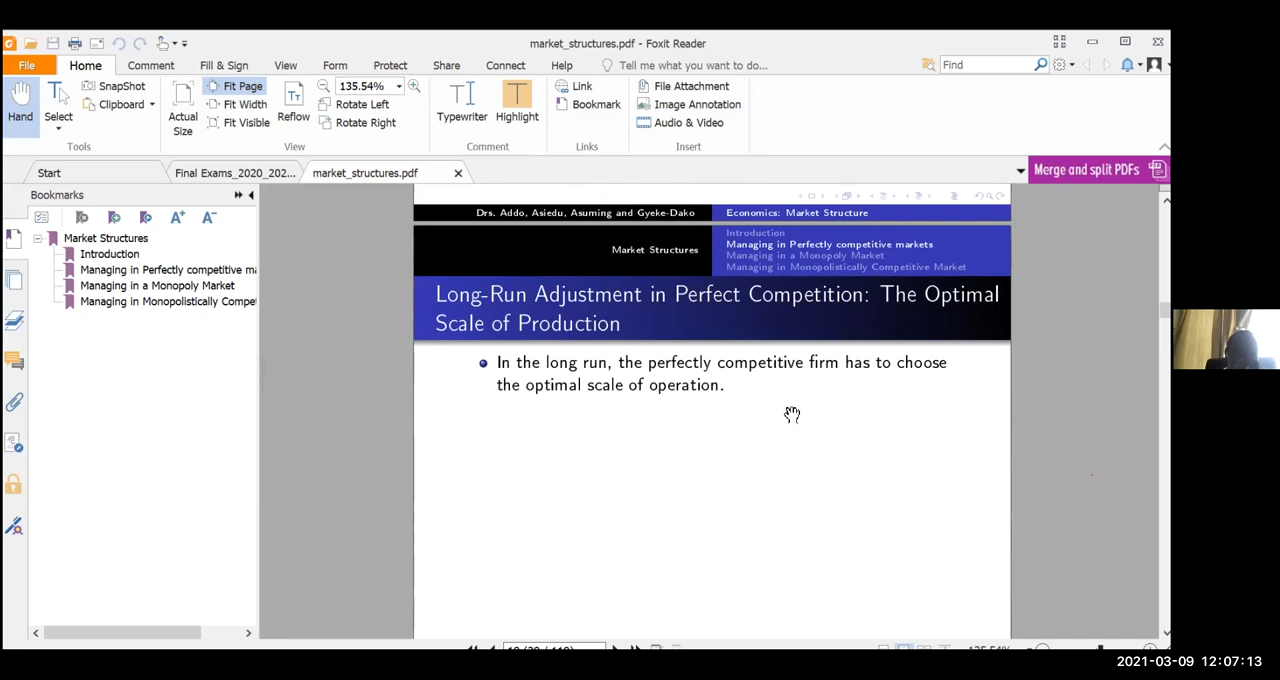 market_structures.pdf - Foxit Reader
File Home Comment Fill & Sign View Form Protect Share Connect Help Tell me what you want to do... Find
Hand
Select
SnapShot
Clipboard
Actual Size
Fit Page
Fit Width
Fit Visible
Reflow
135.54%
Rotate Left
Rotate Right
Typewriter
Highlight
Link
Bookmark
File Attachment
Image Annotation
Audio & Video
Tools View Comment Links Insert
Start Final Exams_2020_202... market_structures.pdf Merge and split PDFs
Bookmarks
Market Structures
Introduction
Managing in Perfectly competitive ma
Managing in a Monopoly Market
Managing in Monopolistically Compe
Drs. Addo, Asiedu, Asuming and Gyeke-Dako Economics: Market Structure
Market Structures
Introduction
Managing in Perfectly competitive markets
Managing in a Monopoly Market
Managing in Monopolistically Competitive Market
Long-Run Adjustment in Perfect Competition: The Optimal
Scale of Production
In the long run, the perfectly competitive firm has to choose
the optimal scale of operation.
2021-03-09 12:07:13